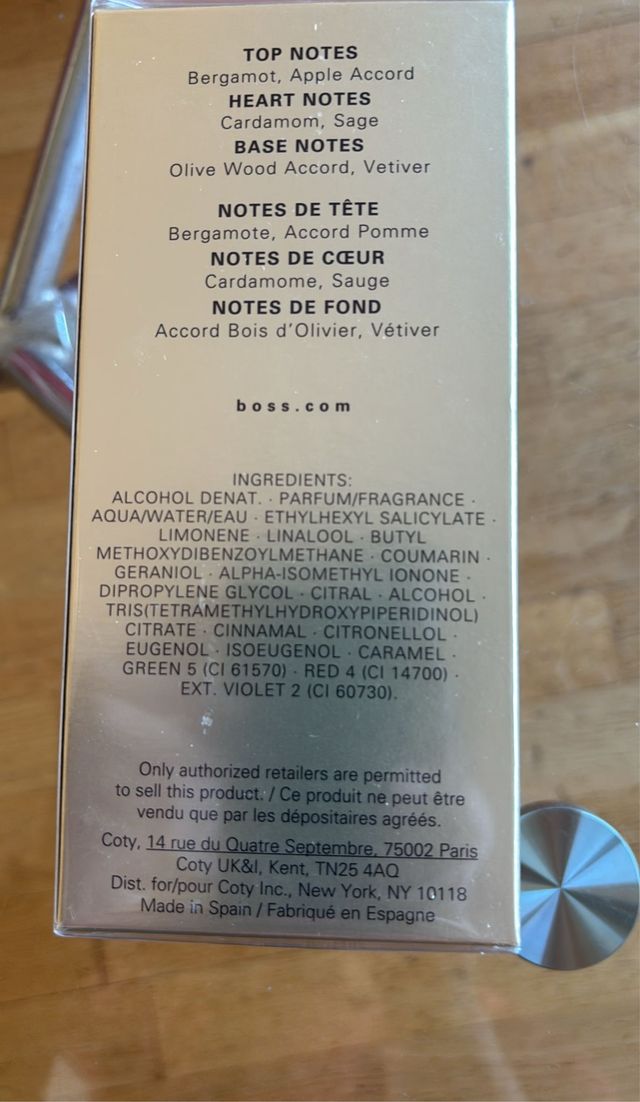 TOP NOTES
Bergamot, Apple Accord
HEART NOTES
Cardamom, Sage
BASE NOTES
Olive Wood Accord, Vetiver
NOTES DE TÊTE
Bergamote, Accord Pomme
NOTES DE CŒUR
Cardamome, Sauge
NOTES DE FOND
Accord Bois d'Olivier, Vétiver
boss.com
INGREDIENTS:
ALCOHOL DENAT. · PARFUM/FRAGRANCE ·
AQUA/WATER/EAU · ETHYLHEXYL SALICYLATE ·
LIMONENE · LINALOOL · BUTYL
METHOXYDIBENZOYLMETHANE · COUMARIN ·
GERANIOL · ALPHA-ISOMETHYL IONONE ·
DIPROPYLENE GLYCOL · CITRAL · ALCOHOL ·
TRIS(TETRAMETHYLHYDROXYPIPERIDINOL)
CITRATE · CINNAMAL · CITRONELLOL ·
EUGENOL · ISOEUGENOL · CARAMEL ·
GREEN 5 (CI 61570) · RED 4 (CI 14700) ·
EXT. VIOLET 2 (CI 60730).
Only authorized retailers are permitted
to sell this product. / Ce produit ne peut être
vendu que par les dépositaires agréés.
Coty, 14 rue du Quatre Septembre, 75002 Paris
Coty UK&I, Kent, TN25 4AQ
Dist. for/pour Coty Inc., New York, NY 10118
Made in Spain / Fabriqué en Espagne